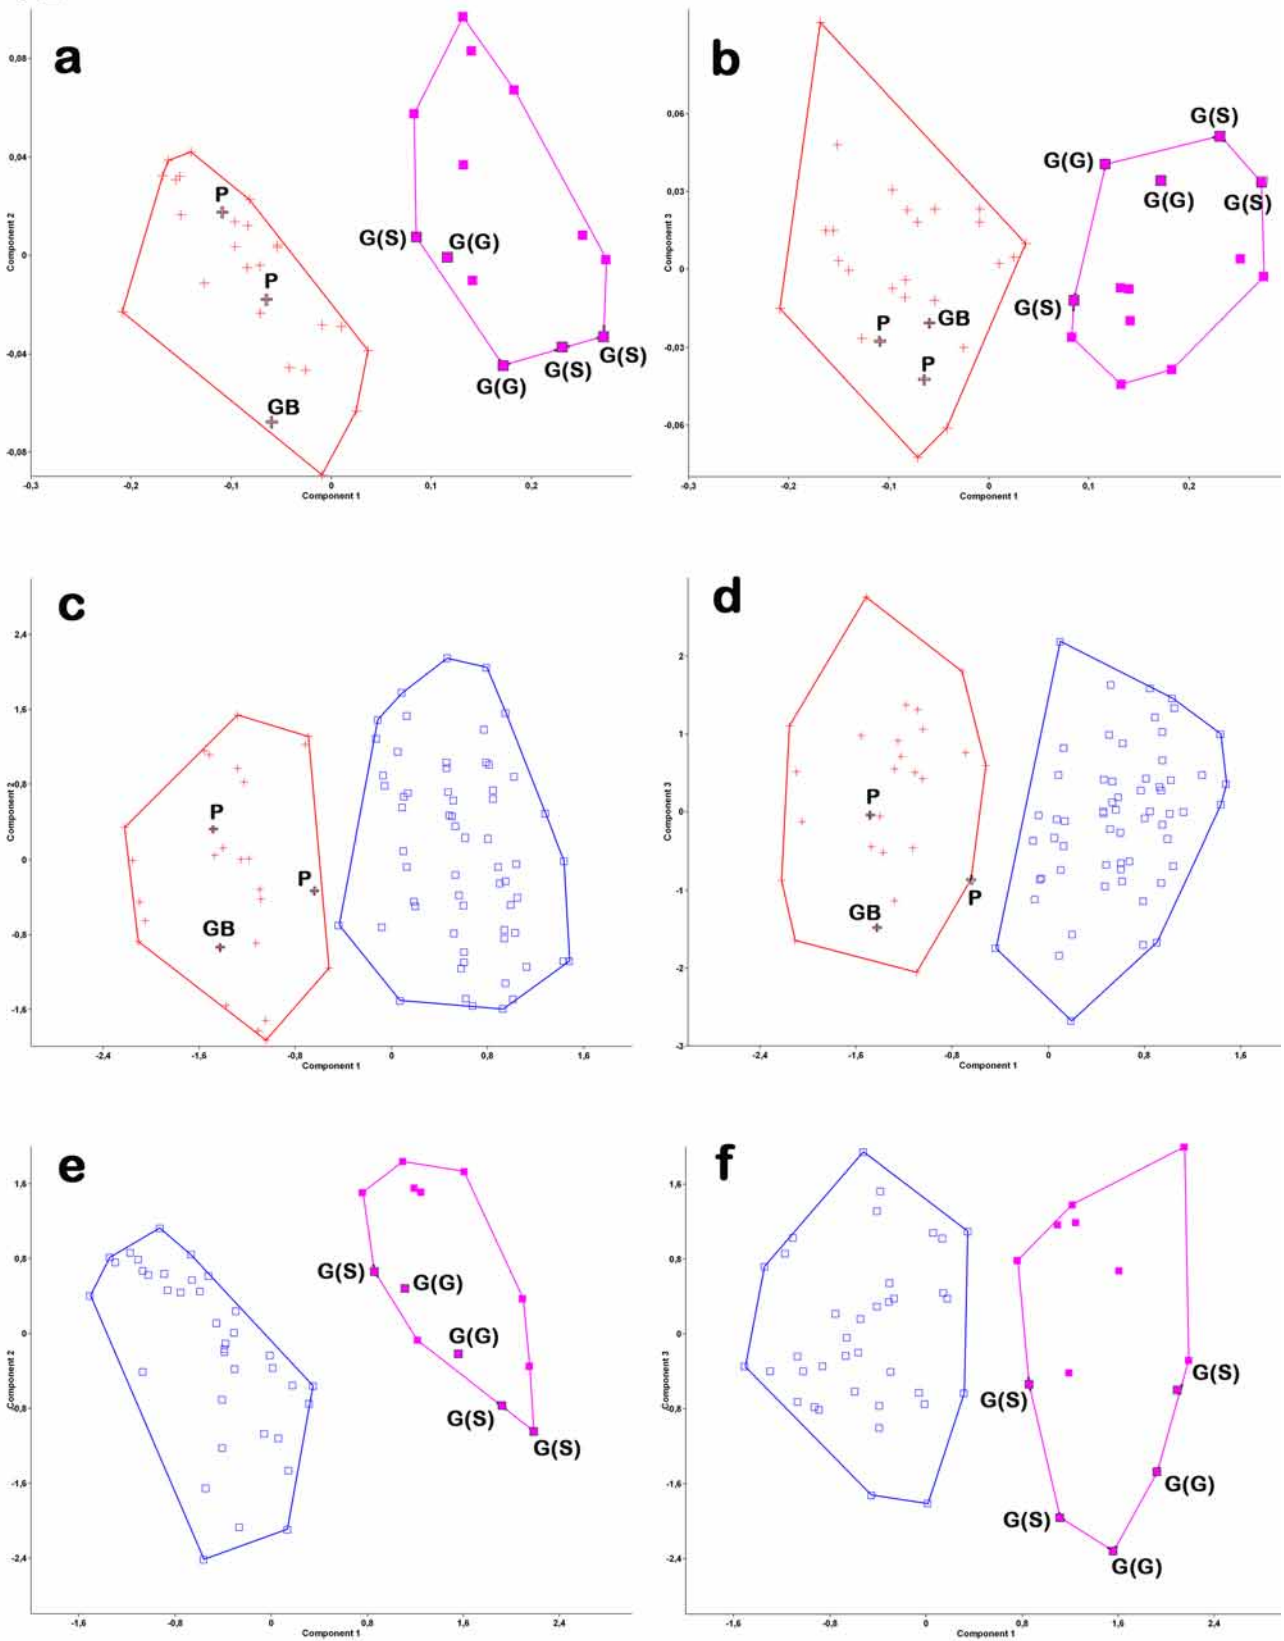 a
b
0,08
0,04
0
-0,04
-0,08
Component 2
P
P
GB
G(S)
G(G)
G(G)
G(S)
G(S)
-0,3
-0,2
-0,1
0
0,1
0,2
Component 1
0,06
0,03
0
-0,03
-0,06
Component 3
G(S)
G(G)
G(G)
G(S)
G(S)
P
GB
P
-0,3
-0,2
-0,1
0
0,1
0,2
Component 1
c
d
2,4
1,6
0,8
0
-0,8
-1,6
Component 2
P
P
GB
-2,4
-1,6
-0,8
0
0,8
1,6
Component 1
2
1
0
-1
-2
-3
Component 3
P
P
GB
-2,4
-1,6
-0,8
0
0,8
1,6
Component 1
e
f
1,6
0,8
0
-0,8
-1,6
-2,4
Component 2
G(S)
G(G)
G(G)
G(S)
G(S)
-1,6
-0,8
0
0,8
1,6
2,4
Component 1
1,6
0,8
0
-0,8
-1,6
-2,4
Component 3
G(S)
G(S)
G(G)
G(S)
G(G)
-1,6
-0,8
0
0,8
1,6
2,4
Component 1